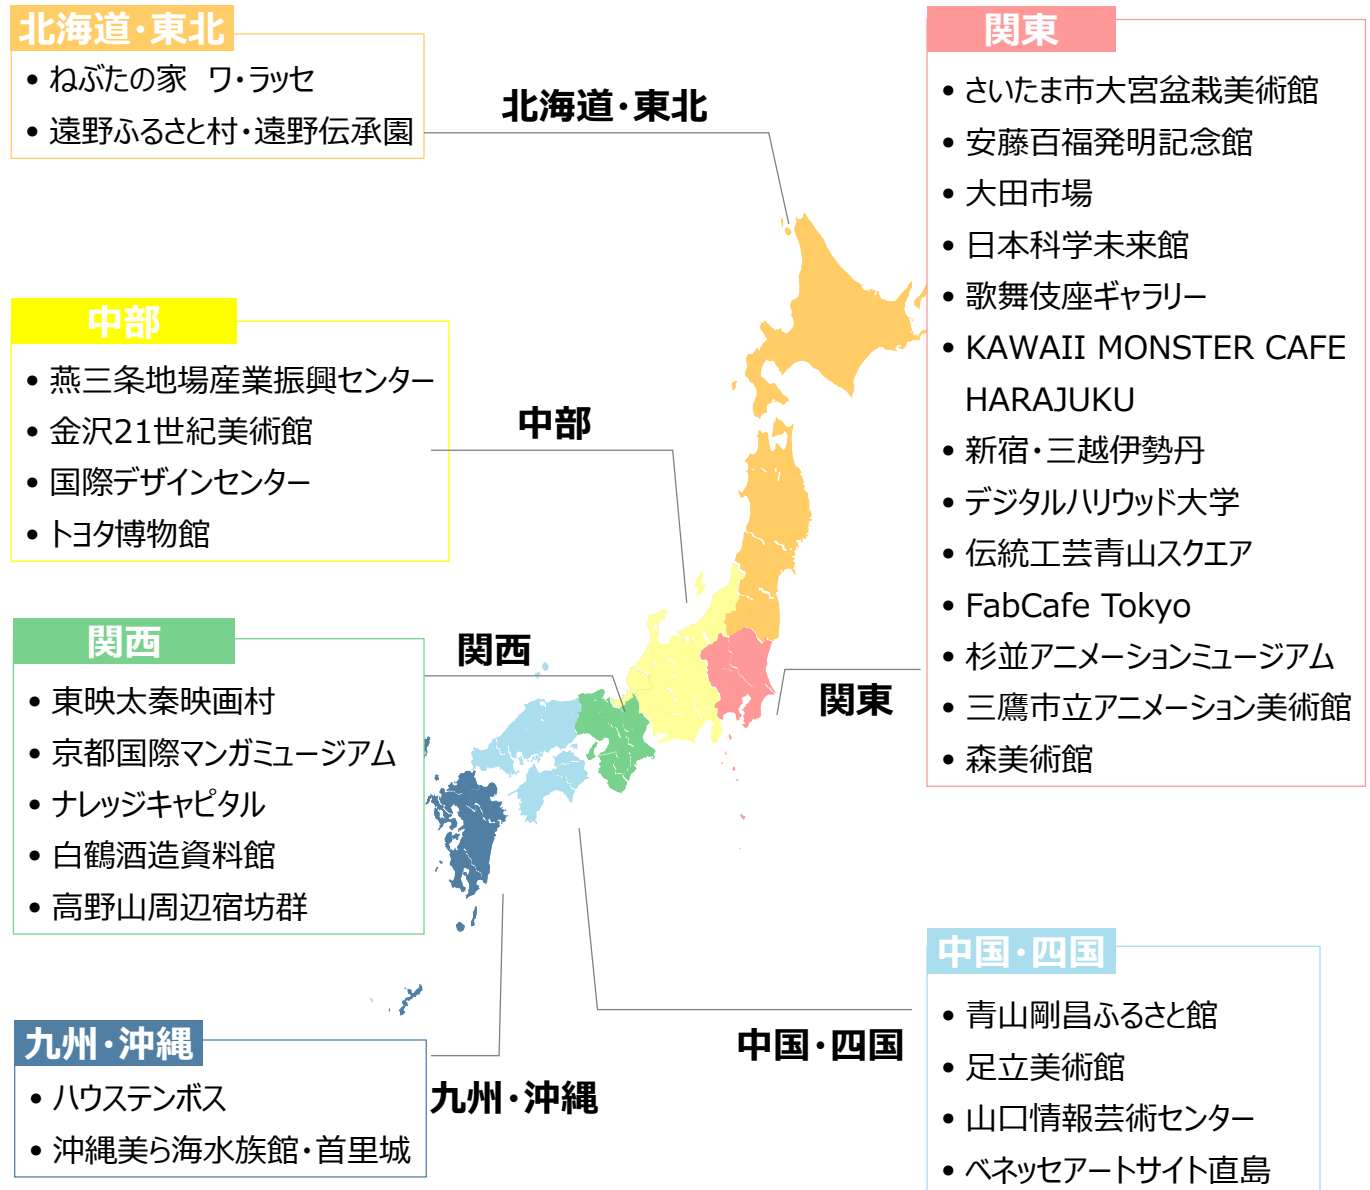 北海道・東北
• ねぶたの家　ワ・ラッセ
• 遠野ふるさと村・遠野伝承園
北海道・東北
関東
• さいたま市大宮盆栽美術館
• 安藤百福発明記念館
• 大田市場
• 日本科学未来館
• 歌舞伎座ギャラリー
• KAWAII MONSTER CAFE
HARAJUKU
• 新宿・三越伊勢丹
• デジタルハリウッド大学
• 伝統工芸青山スクエア
• FabCafe Tokyo
• 杉並アニメーションミュージアム
• 三鷹市立アニメーション美術館
• 森美術館
関東
中部
• 燕三条地場産業振興センター
• 金沢21世紀美術館
• 国際デザインセンター
• トヨタ博物館
中部
関西
• 東映太秦映画村
• 京都国際マンガミュージアム
• ナレッジキャピタル
• 白鶴酒造資料館
• 高野山周辺宿坊群
関西
中国・四国
• 青山剛昌ふるさと館
• 足立美術館
• 山口情報芸術センター
• ベネッセアートサイト直島
中国・四国
九州・沖縄
• ハウステンボス
• 沖縄美ら海水族館・首里城
九州・沖縄